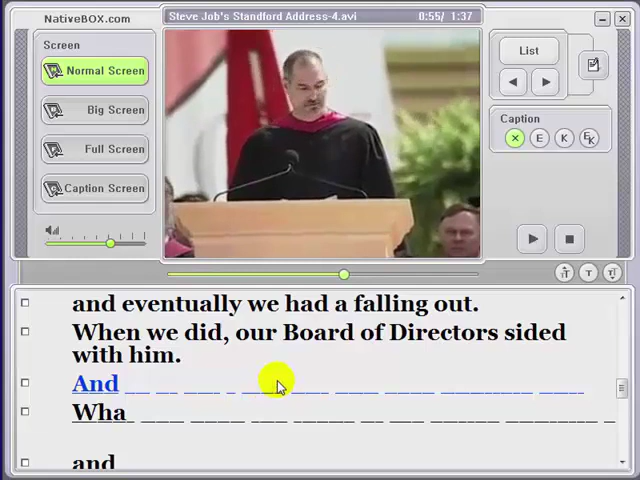 NativeBOX.com
Steve Job's Standford Address-4.avi 0:55/ 1:37
Screen
Normal Screen
Big Screen
Full Screen
Caption Screen
List
Caption
X E K EK
T T T
and eventually we had a falling out.
When we did, our Board of Directors sided
with him.
And
Wha
and